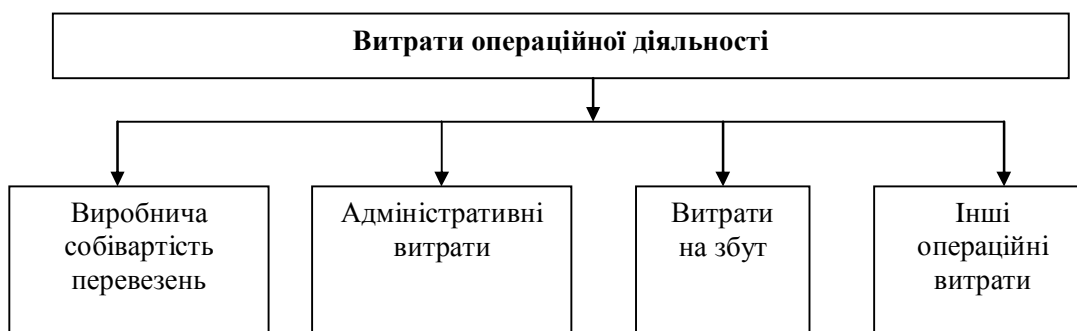 Витрати операційної діяльності
Виробнича
собівартість
перевезень
Адміністративні
витрати
Витрати
на збут
Інші
операційні
витрати